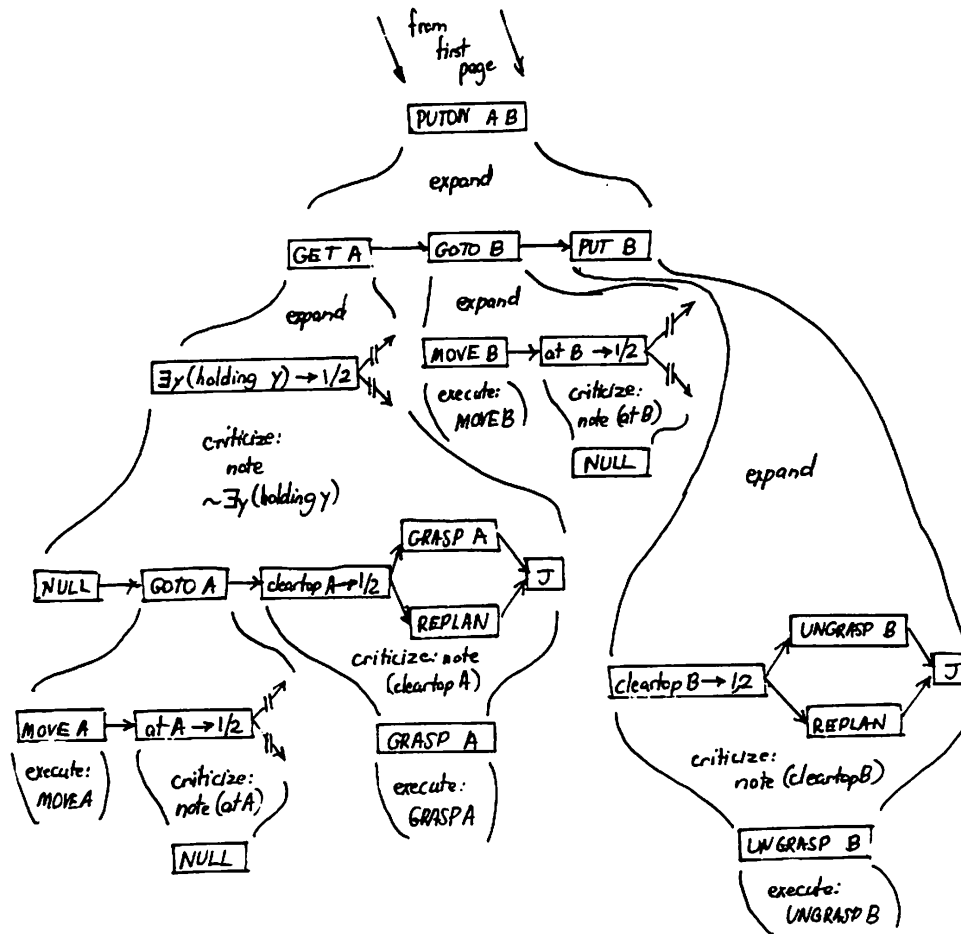 from
first
page
PUTON A B
expand
GET A
GOTO B
PUT B
expand
expand
∃y(holding y) → 1/2
MOVE B
at B → 1/2
execute:
MOVE B
criticize:
note (at B)
NULL
criticize:
note
~∃y(holding y)
expand
NULL
GOTO A
cleartop A → 1/2
GRASP A
REPLAN
J
criticize: note
(cleartop A)
cleartop B → 1,2
UNGRASP B
REPLAN
J
MOVE A
at A → 1/2
GRASP A
criticize:
note (cleartop B)
execute:
MOVE A
criticize:
note (at A)
execute:
GRASP A
NULL
UNGRASP B
execute:
UNGRASP B